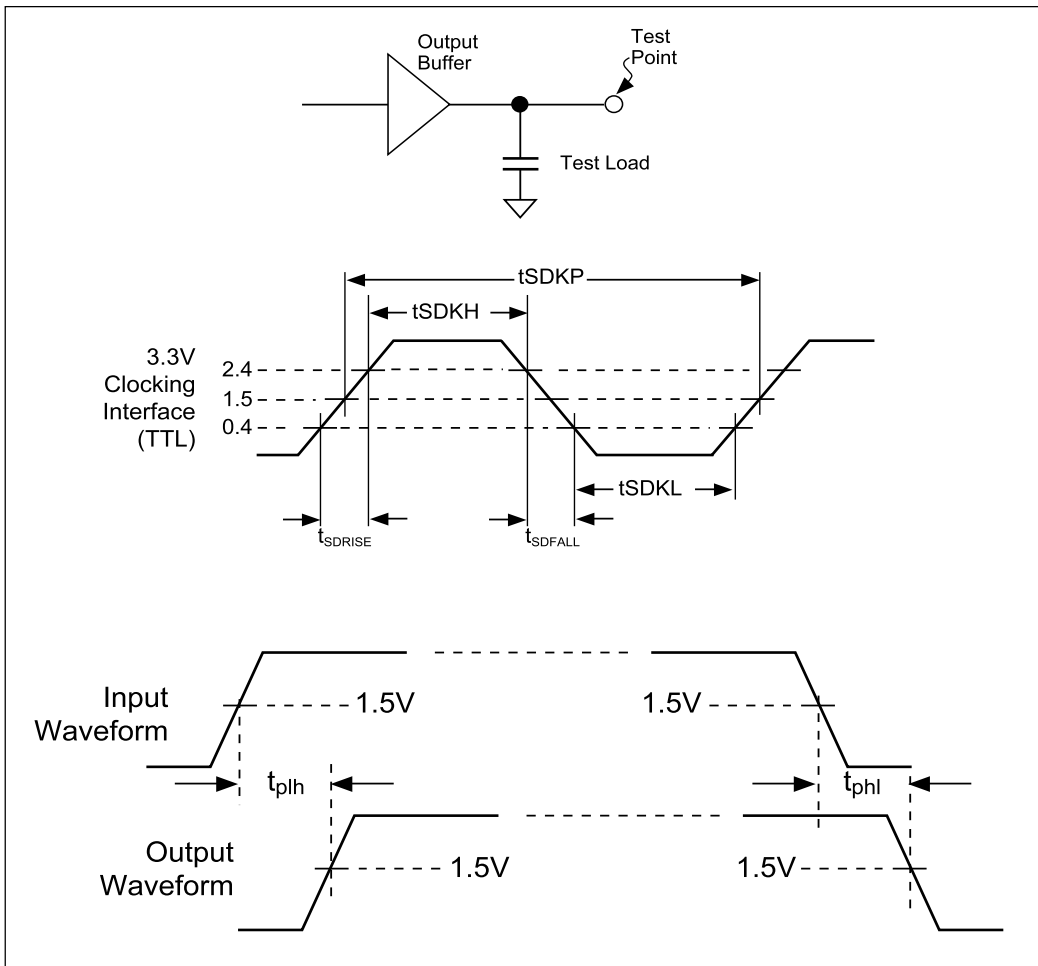 Output
Buffer
Test
Point
Test Load
tSDKP
tSDKH
3.3V
Clocking
Interface
(TTL)
2.4
1.5
0.4
tSDKL
tSDRISE
tSDFALL
Input
Waveform
1.5V
1.5V
tplh
tphl
Output
Waveform
1.5V
1.5V